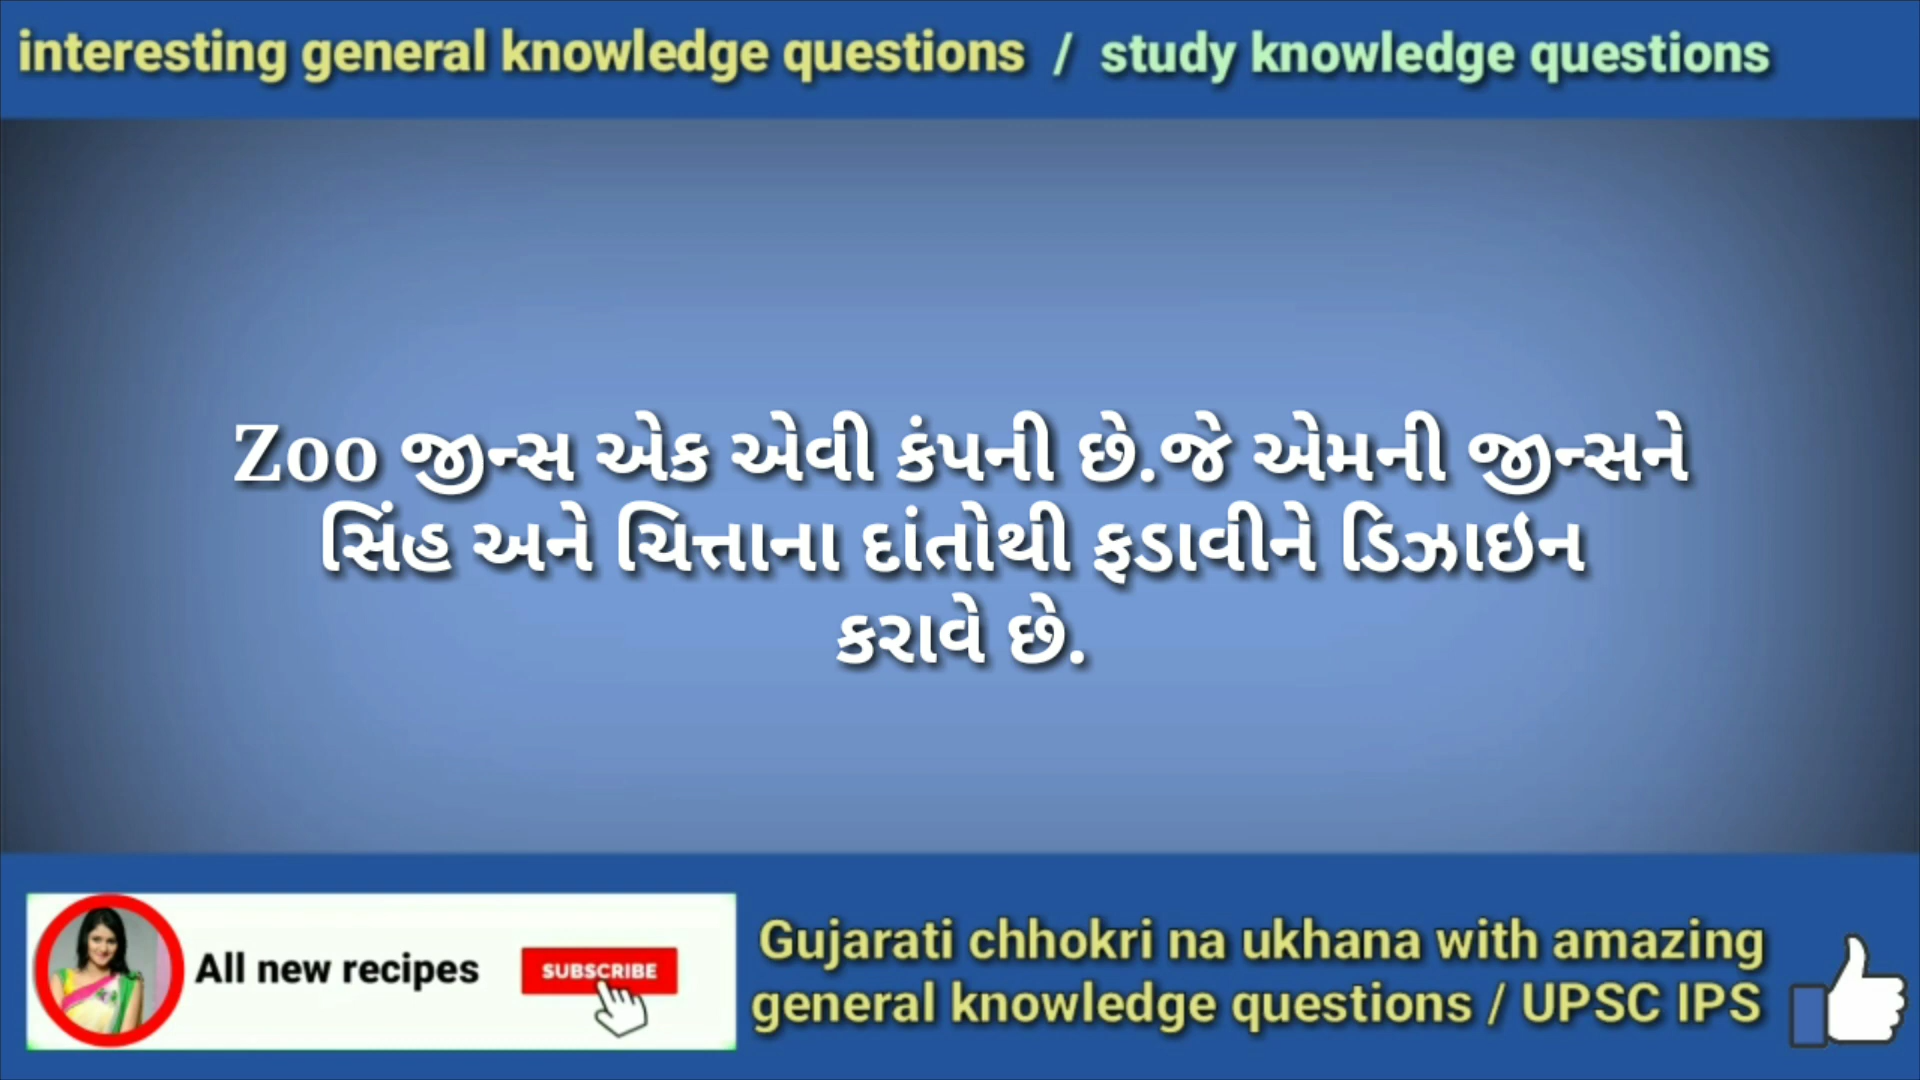 interesting general knowledge questions / study knowledge questions
Zoo જીન્સ એક એવી કંપની છે.જે એમની જીન્સને
સિંહ અને ચિત્તાના દાંતોથી ફડાવીને ડિઝાઇન
કરાવે છે.
All new recipes
SUBSCRIBE
Gujarati chhokri na ukhana with amazing
general knowledge questions / UPSC IPS